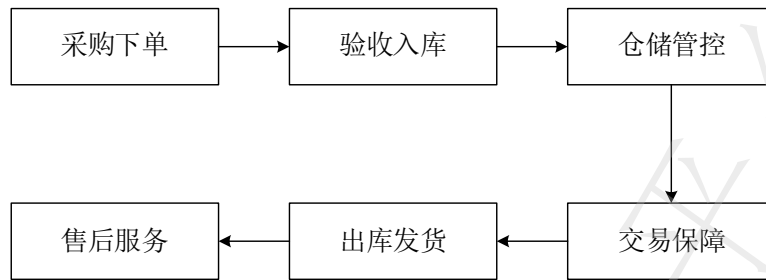 采购下单
验收入库
仓储管控
售后服务
出库发货
交易保障